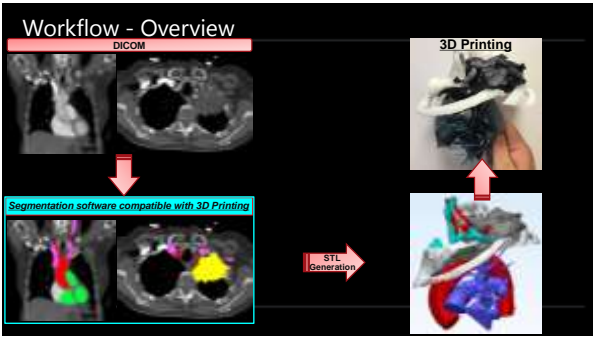 Workflow - Overview
DICOM
Segmentation software compatible with 3D Printing
STL
Generation
3D Printing